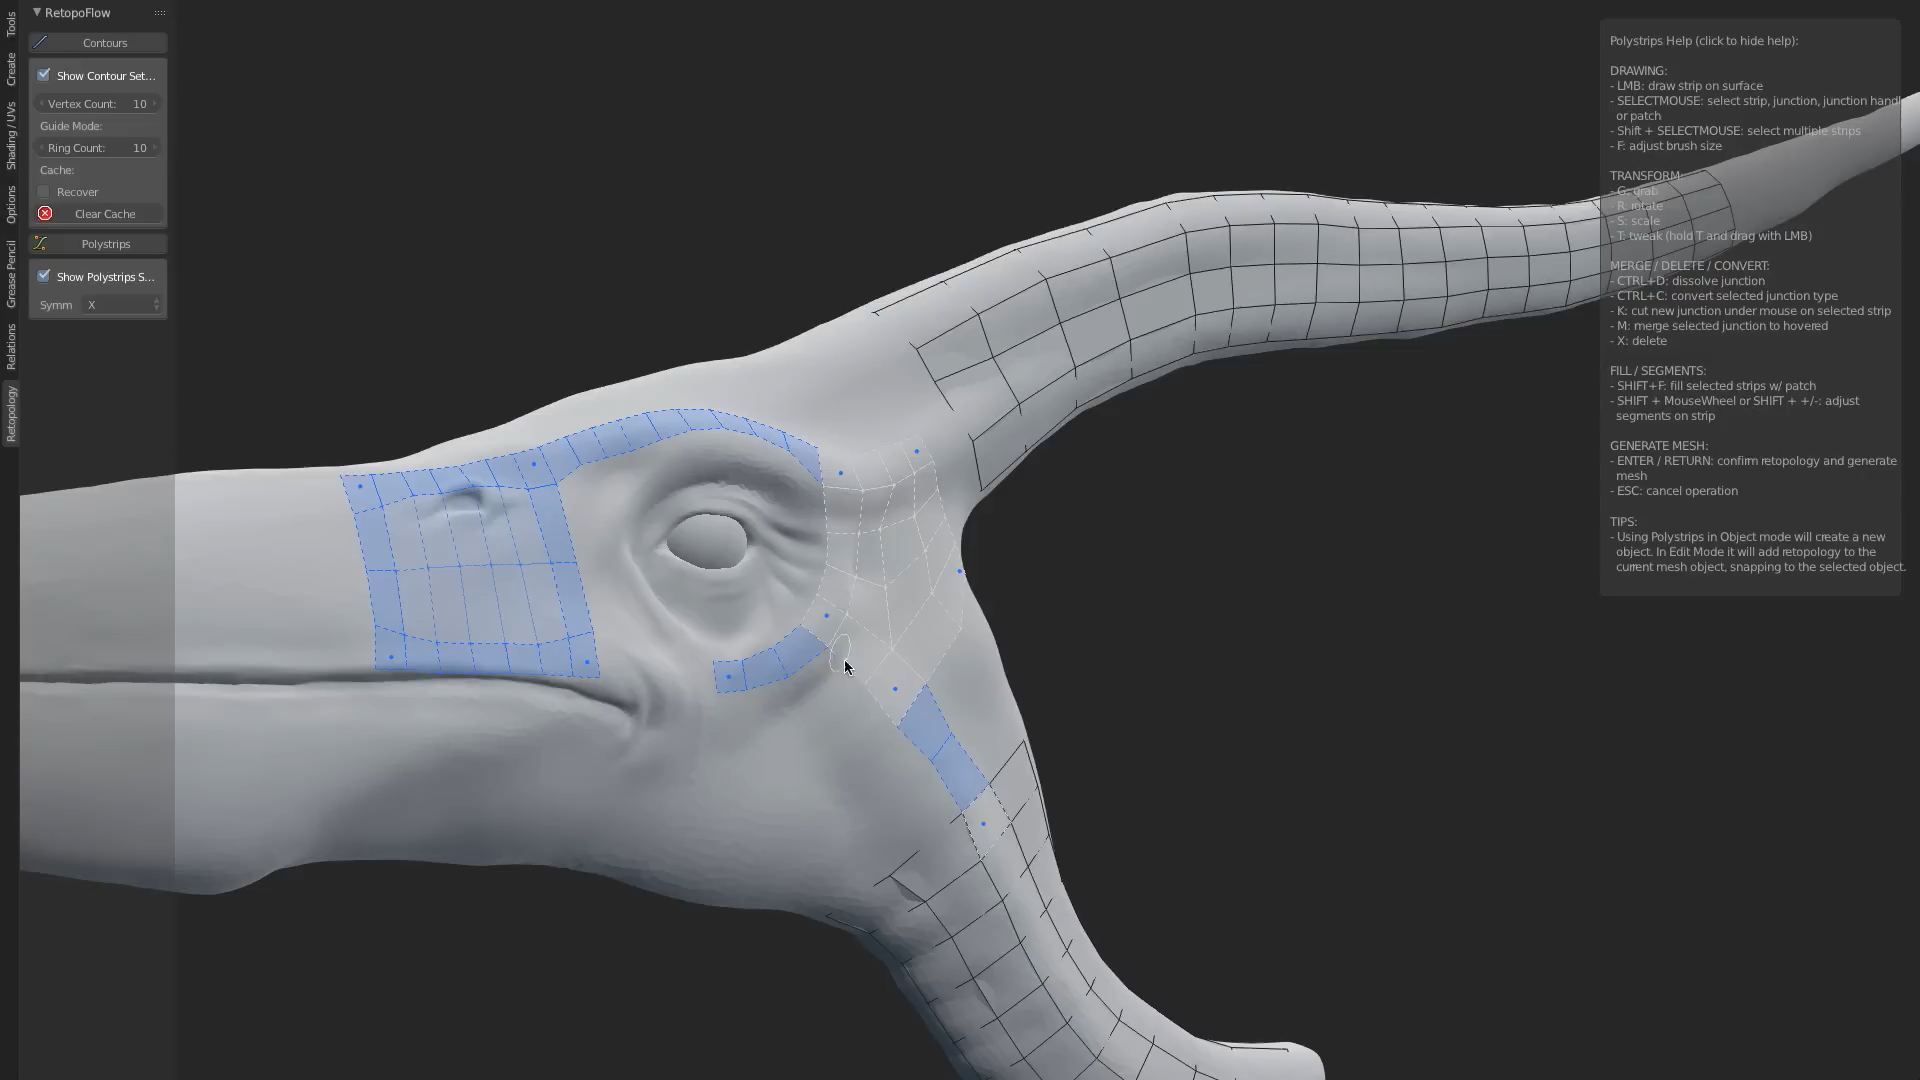 RetopoFlow
Contours
Show Contour Set...
Vertex Count: 10
Guide Mode:
Ring Count: 10
Cache:
Recover
Clear Cache
Polystrips
Show Polystrips S...
Symm X
Tools
Create
Shading / UVs
Options
Grease Pencil
Relations
Retopology
Polystrips Help (click to hide help):
DRAWING:
- LMB: draw strip on surface
- SELECTMOUSE: select strip, junction, junction handl
or patch
- Shift + SELECTMOUSE: select multiple strips
- F: adjust brush size
TRANSFORM:
- G: grab
- R: rotate
- S: scale
- T: tweak (hold T and drag with LMB)
MERGE / DELETE / CONVERT:
- CTRL+D: dissolve junction
- CTRL+C: convert selected junction type
- K: cut new junction under mouse on selected strip
- M: merge selected junction to hovered
- X: delete
FILL / SEGMENTS:
- SHIFT+F: fill selected strips w/ patch
- SHIFT + MouseWheel or SHIFT + +/-: adjust
segments on strip
GENERATE MESH:
- ENTER / RETURN: confirm retopology and generate
mesh
- ESC: cancel operation
TIPS:
- Using Polystrips in Object mode will create a new
object. In Edit Mode it will add retopology to the
current mesh object, snapping to the selected object.